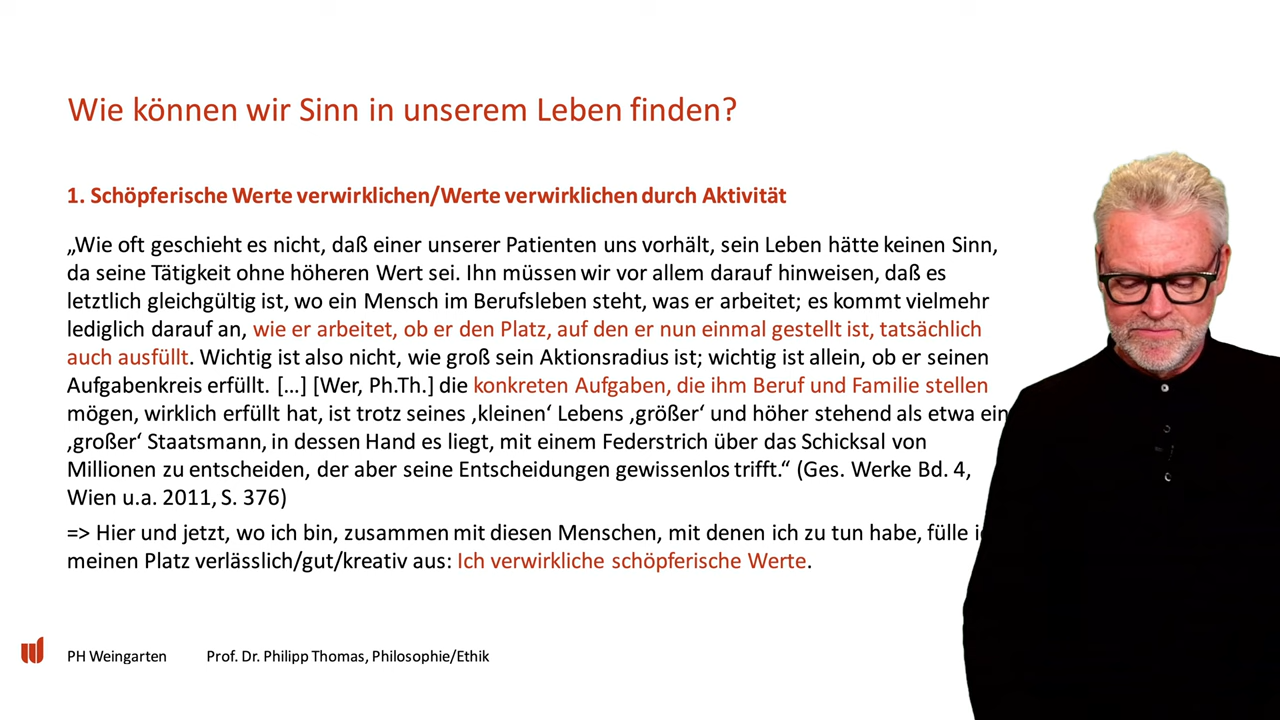 Wie können wir Sinn in unserem Leben finden?
1. Schöpferische Werte verwirklichen/Werte verwirklichen durch Aktivität
„Wie oft geschieht es nicht, daß einer unserer Patienten uns vorhält, sein Leben hätte keinen Sinn,
da seine Tätigkeit ohne höheren Wert sei. Ihn müssen wir vor allem darauf hinweisen, daß es
letztlich gleichgültig ist, wo ein Mensch im Berufsleben steht, was er arbeitet; es kommt vielmehr
lediglich darauf an, wie er arbeitet, ob er den Platz, auf den er nun einmal gestellt ist, tatsächlich
auch ausfüllt. Wichtig ist also nicht, wie groß sein Aktionsradius ist; wichtig ist allein, ob er seinen
Aufgabenkreis erfüllt. […] [Wer, Ph.Th.] die konkreten Aufgaben, die ihm Beruf und Familie stellen
mögen, wirklich erfüllt hat, ist trotz seines ‚kleinen‘ Lebens ‚größer‘ und höher stehend als etwa ein
‚großer‘ Staatsmann, in dessen Hand es liegt, mit einem Federstrich über das Schicksal von
Millionen zu entscheiden, der aber seine Entscheidungen gewissenlos trifft.“ (Ges. Werke Bd. 4,
Wien u.a. 2011, S. 376)
=> Hier und jetzt, wo ich bin, zusammen mit diesen Menschen, mit denen ich zu tun habe, fülle
meinen Platz verlässlich/gut/kreativ aus: Ich verwirkliche schöpferische Werte.
PH Weingarten Prof. Dr. Philipp Thomas, Philosophie/Ethik